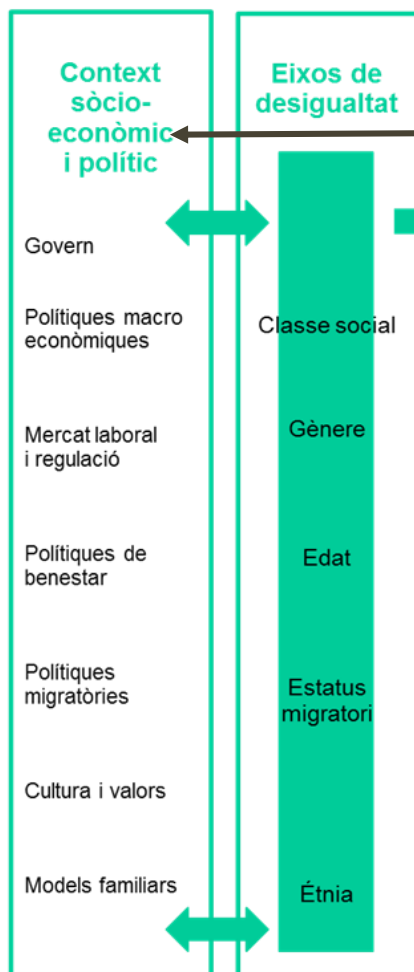 Context
sòcio-
econòmic
i polític
Govern
Polítiques macro
econòmiques
Mercat laboral
i regulació
Polítiques de
benestar
Polítiques
migratòries
Cultura i valors
Models familiars
Eixos de
desigualtat
Classe social
Gènere
Edat
Estatus
migratori
Étnia